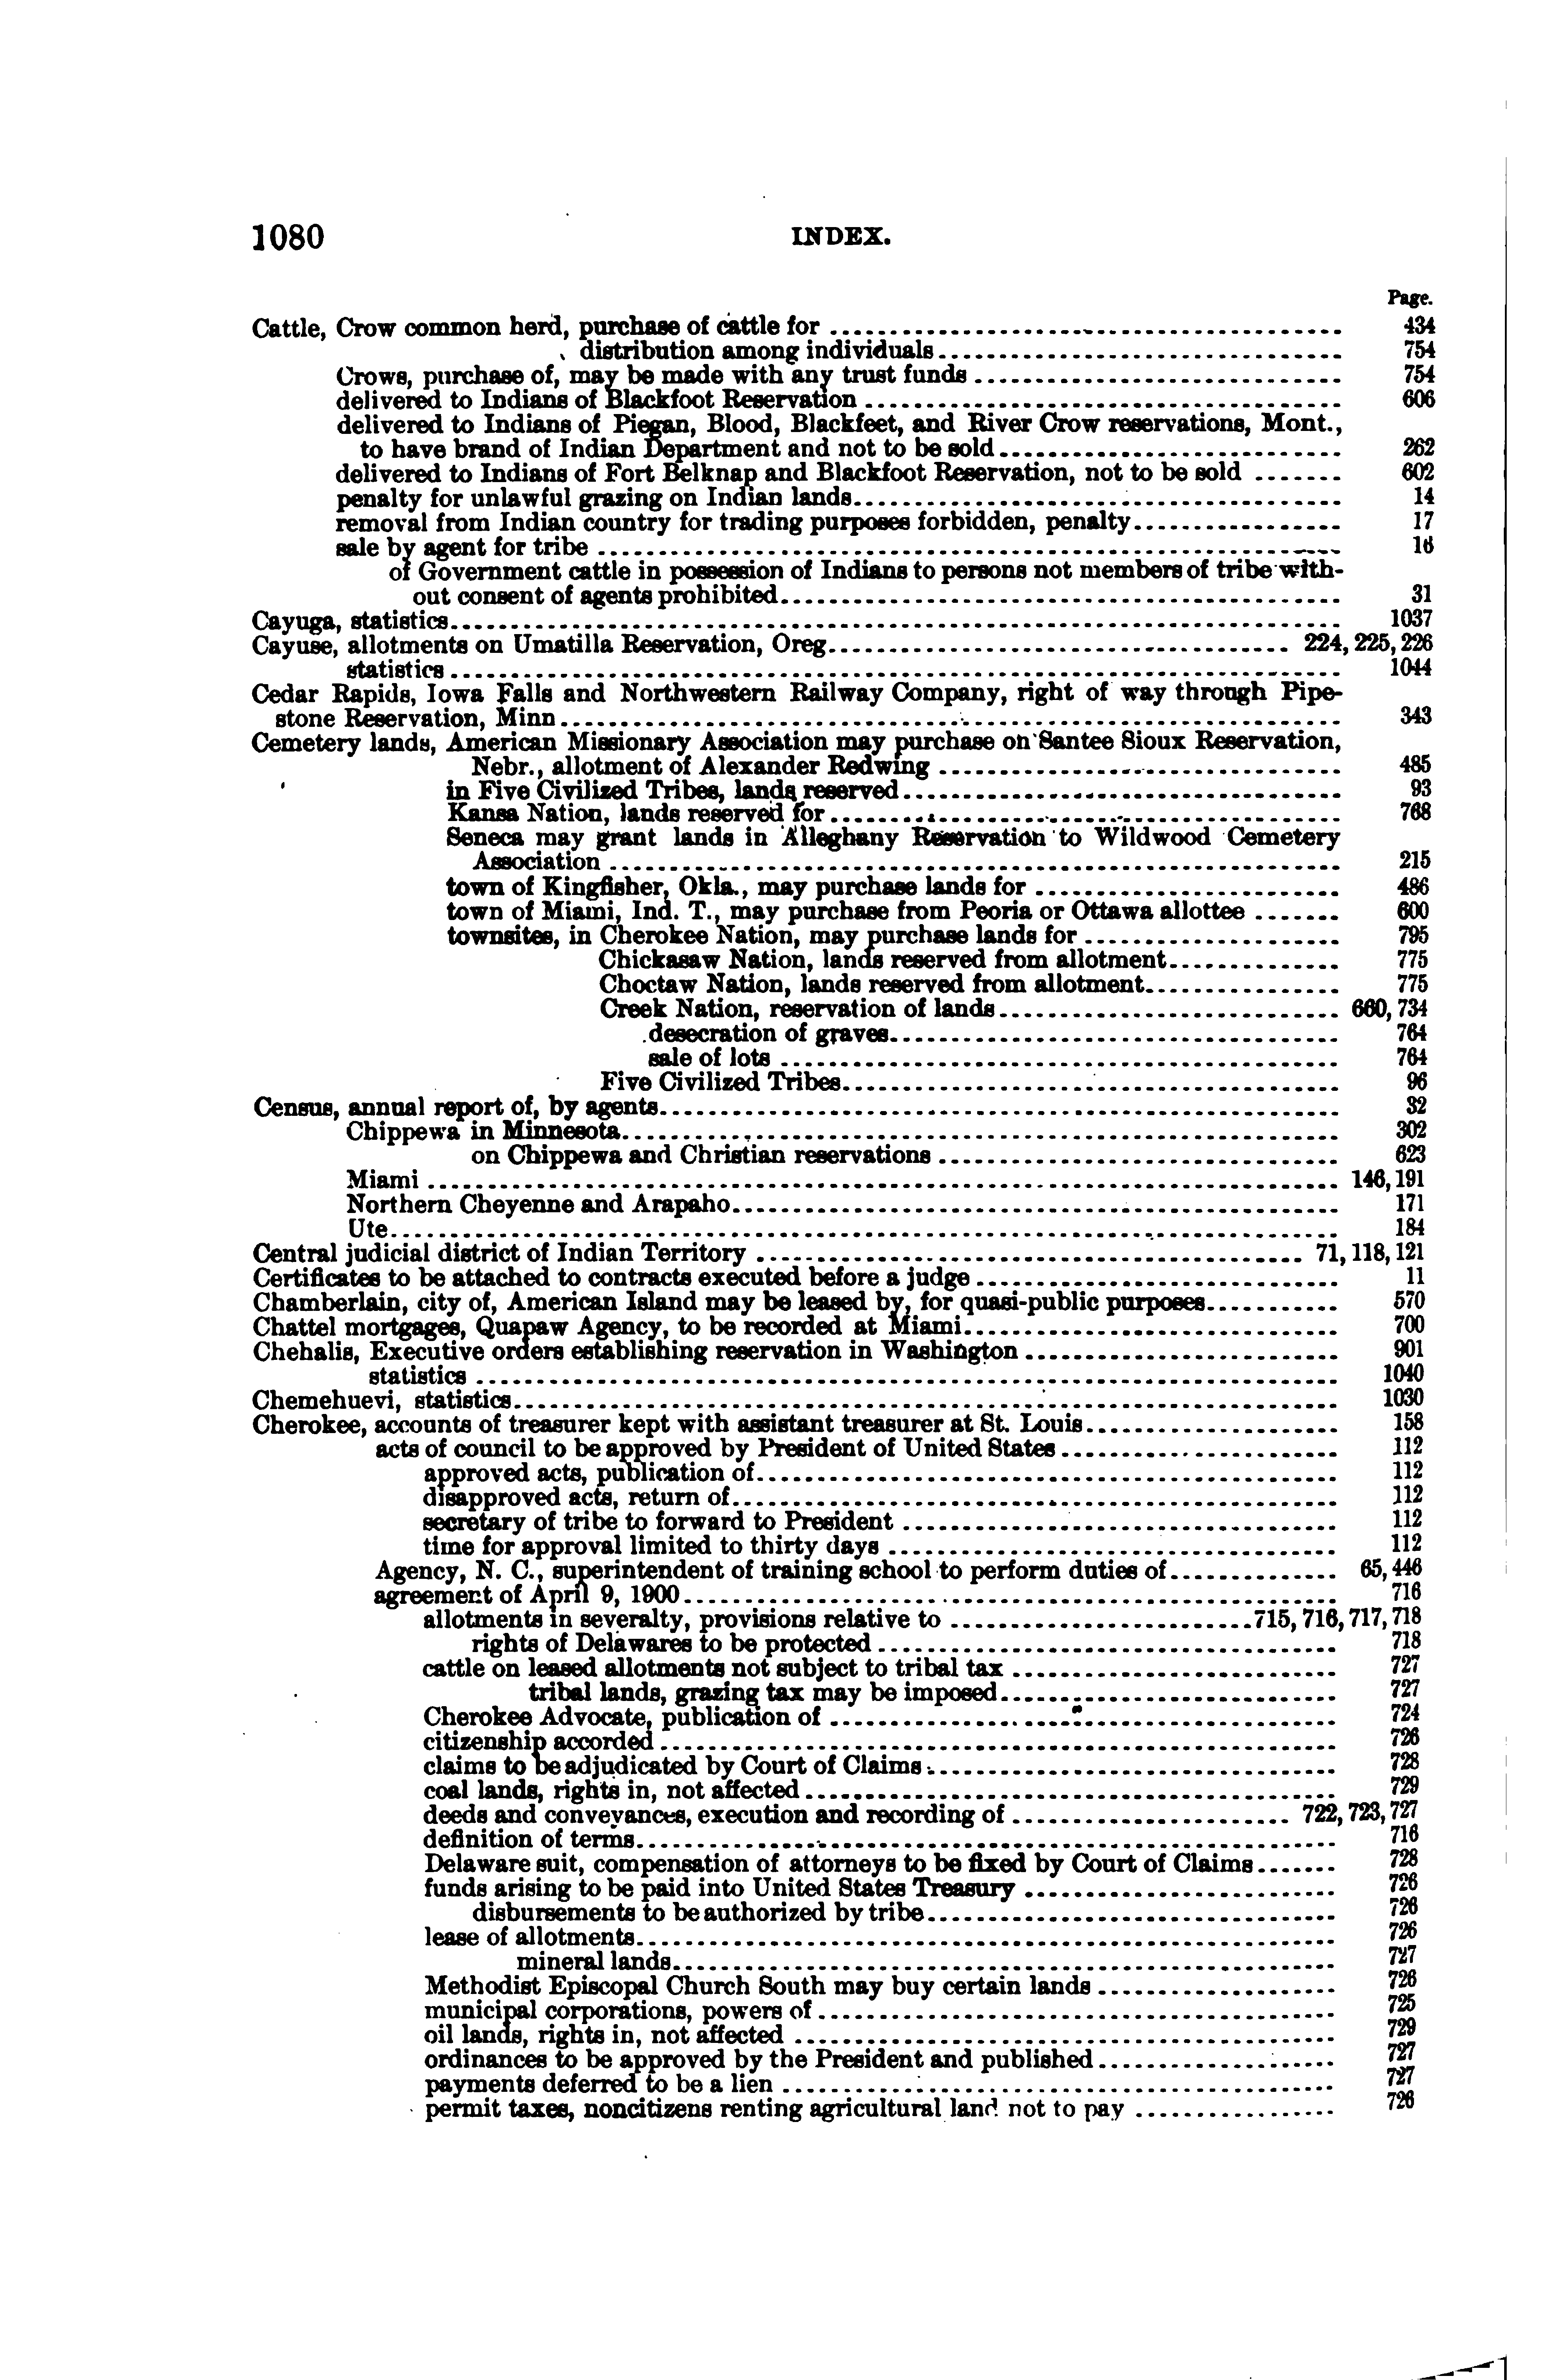 1080 INDEX.
Page.
Cattle, Crow common herd, purchase of cattle for 434
distribution among individuals 754
Crows, purchase of, may be made with any trust funds 754
delivered to Indians of Blackfoot Reservation 606
delivered to Indians of Piegan, Blood, Blackfeet, and River Crow reservations, Mont.,
to have brand of Indian Department and not to be sold 262
delivered to Indians of Fort Belknap and Blackfoot Reservation, not to be sold 602
penalty for unlawful grazing on Indian lands 14
removal from Indian country for trading purposes forbidden, penalty 17
sale by agent for tribe 16
of Government cattle in possession of Indians to persons not members of tribe with-
out consent of agents prohibited 31
Cayuga, statistics 1037
Cayuse, allotments on Umatilla Reservation, Oreg. 224, 225, 226
statistics 1044
Cedar Rapids, Iowa Falls and Northwestern Railway Company, right of way through Pipe-
stone Reservation, Minn 343
Cemetery lands, American Missionary Association may purchase on Santee Sioux Reservation,
Nebr., allotment of Alexander Redwing 485
in Five Civilized Tribes, lands reserved 93
Kansa Nation, lands reserved for 768
Seneca may grant lands in Alleghany Reservation to Wildwood Cemetery
Association 215
town of Kingfisher, Okla., may purchase lands for 486
town of Miami, Ind. T., may purchase from Peoria or Ottawa allottee 600
townsites, in Cherokee Nation, may purchase lands for 795
Chickasaw Nation, lands reserved from allotment 775
Choctaw Nation, lands reserved from allotment 775
Creek Nation, reservation of lands 660, 734
desecration of graves 764
sale of lots 764
Five Civilized Tribes 96
Census, annual report of, by agents 32
Chippewa in Minnesota 302
on Chippewa and Christian reservations 623
Miami 146, 191
Northern Cheyenne and Arapaho 171
Ute 184
Central judicial district of Indian Territory 71, 118, 121
Certificates to be attached to contracts executed before a judge 11
Chamberlain, city of, American Island may be leased by, for quasi-public purposes 570
Chattel mortgages, Quapaw Agency, to be recorded at Miami 700
Chehalis, Executive orders establishing reservation in Washington 901
statistics 1040
Chemehuevi, statistics 1030
Cherokee, accounts of treasurer kept with assistant treasurer at St. Louis 158
acts of council to be approved by President of United States 112
approved acts, publication of 112
disapproved acts, return of 112
secretary of tribe to forward to President 112
time for approval limited to thirty days 112
Agency, N. C., superintendent of training school to perform duties of 65, 446
agreement of April 9, 1900 716
allotments in severalty, provisions relative to 715, 716, 717, 718
rights of Delawares to be protected 718
cattle on leased allotments not subject to tribal tax 727
tribal lands, grazing tax may be imposed 727
Cherokee Advocate, publication of 724
citizenship accorded 726
claims to be adjudicated by Court of Claims 728
coal lands, rights in, not affected 729
deeds and conveyances, execution and recording of 722, 723, 727
definition of terms 716
Delaware suit, compensation of attorneys to be fixed by Court of Claims 728
funds arising to be paid into United States Treasury 726
disbursements to be authorized by tribe 726
lease of allotments 726
mineral lands 727
Methodist Episcopal Church South may buy certain lands 726
municipal corporations, powers of 725
oil lands, rights in, not affected 729
ordinances to be approved by the President and published 727
payments deferred to be a lien 727
permit taxes, noncitizens renting agricultural land not to pay 726